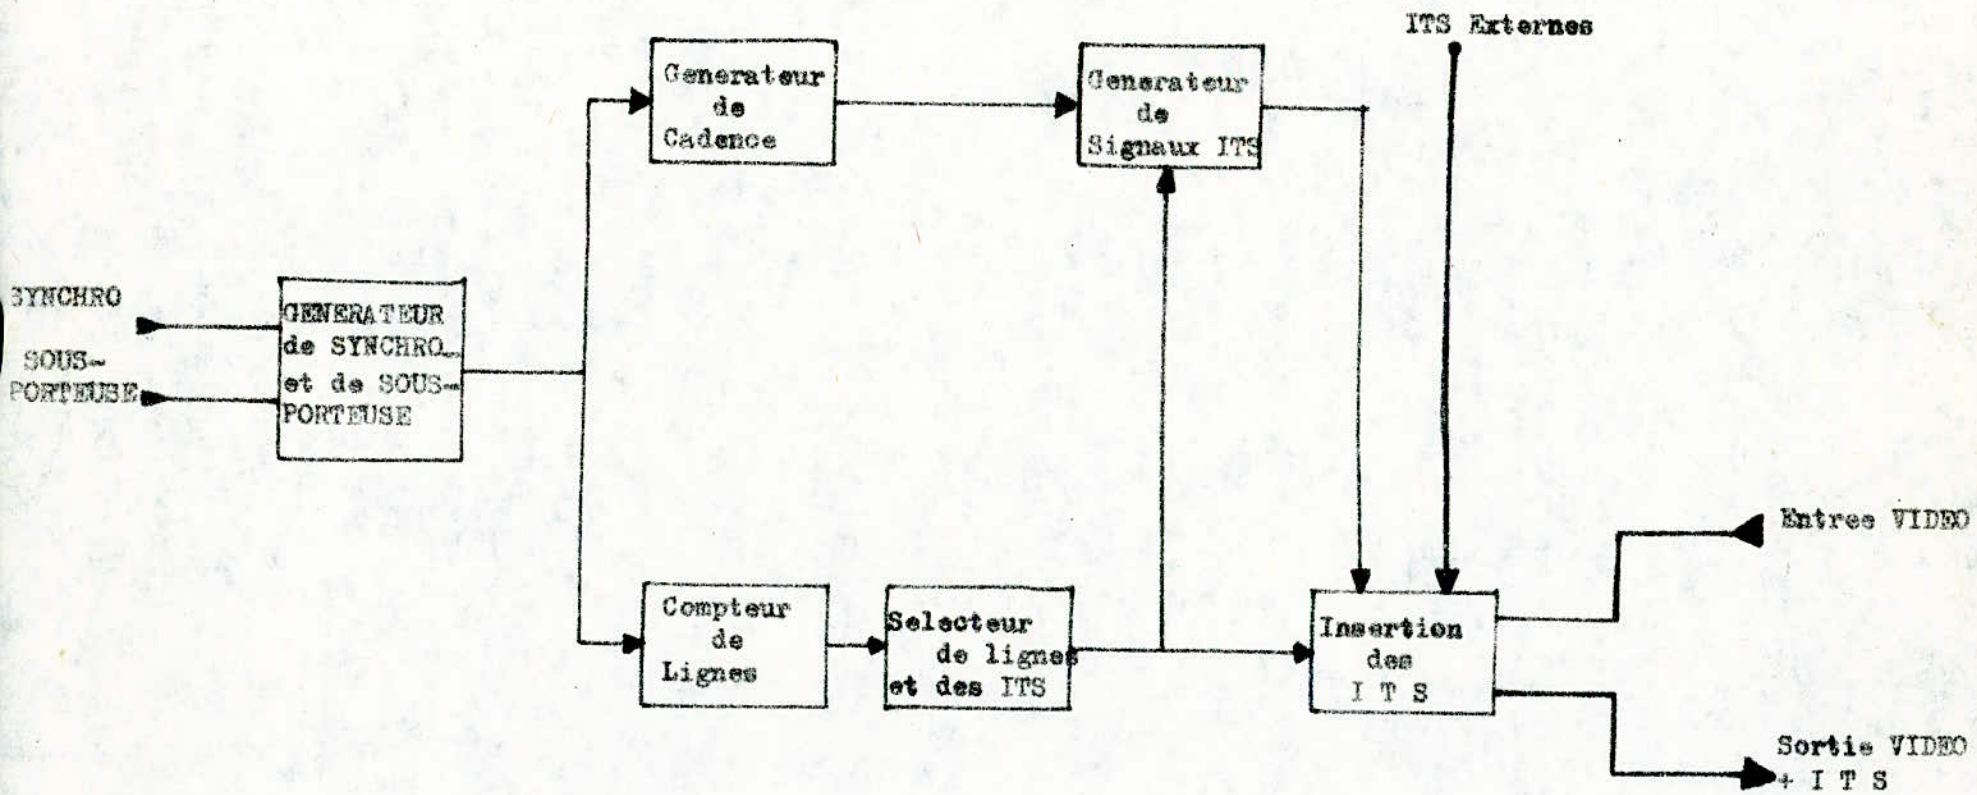 ITS Externes
Generateur
de
Cadence
Generateur
de
Signaux ITS
SYNCHRO
SOUS-
PORTEUSE
GENERATEUR
de SYNCHRO
et de SOUS-
PORTEUSE
Compteur
de
Lignes
Selecteur
de lignes
et des ITS
Insertion
des
I T S
Entree VIDEO
Sortie VIDEO
+ I T S